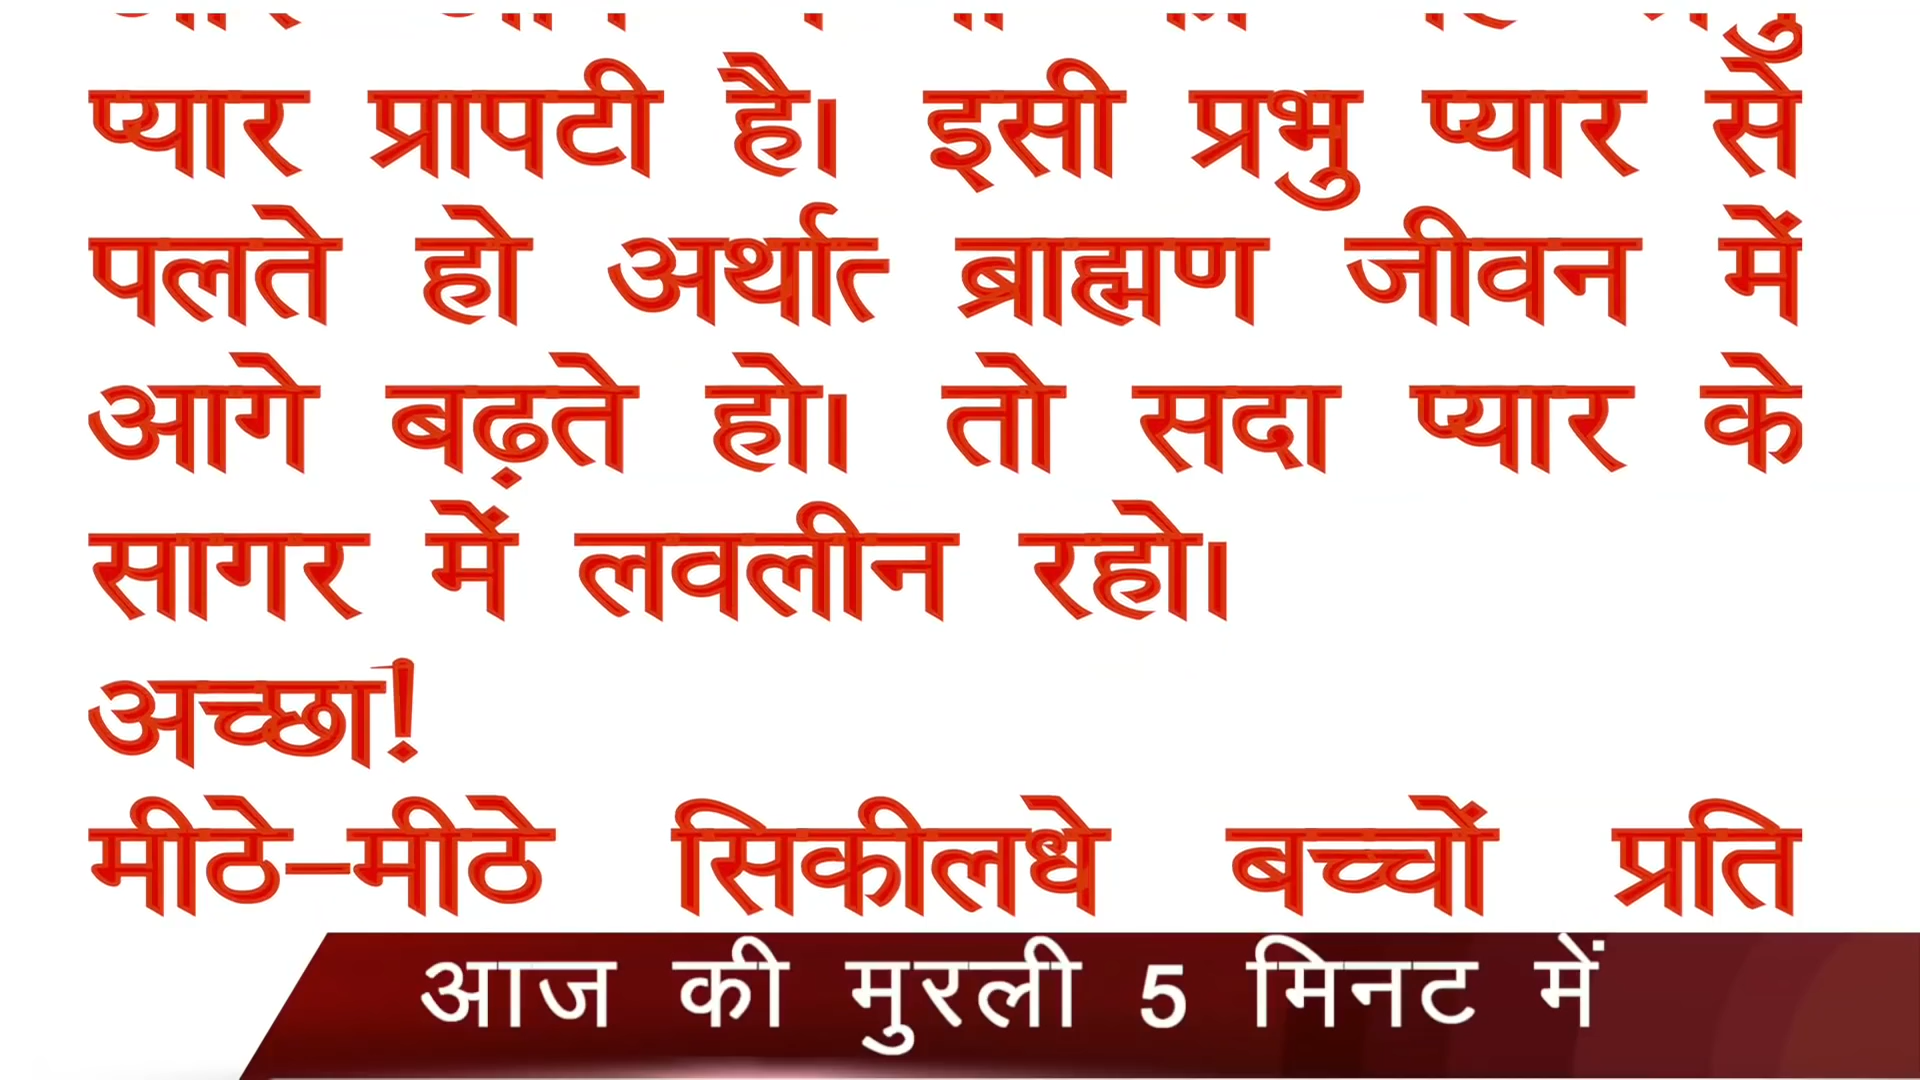 प्यार प्रापटी है। इसी प्रभु प्यार से
पलते हो अर्थात ब्राह्मण जीवन में
आगे बढ़ते हो। तो सदा प्यार के
सागर में लवलीन रहो।
अच्छा!
मीठे–मीठे सिकीलधे बच्चों प्रति
आज की मुरली 5 मिनट में